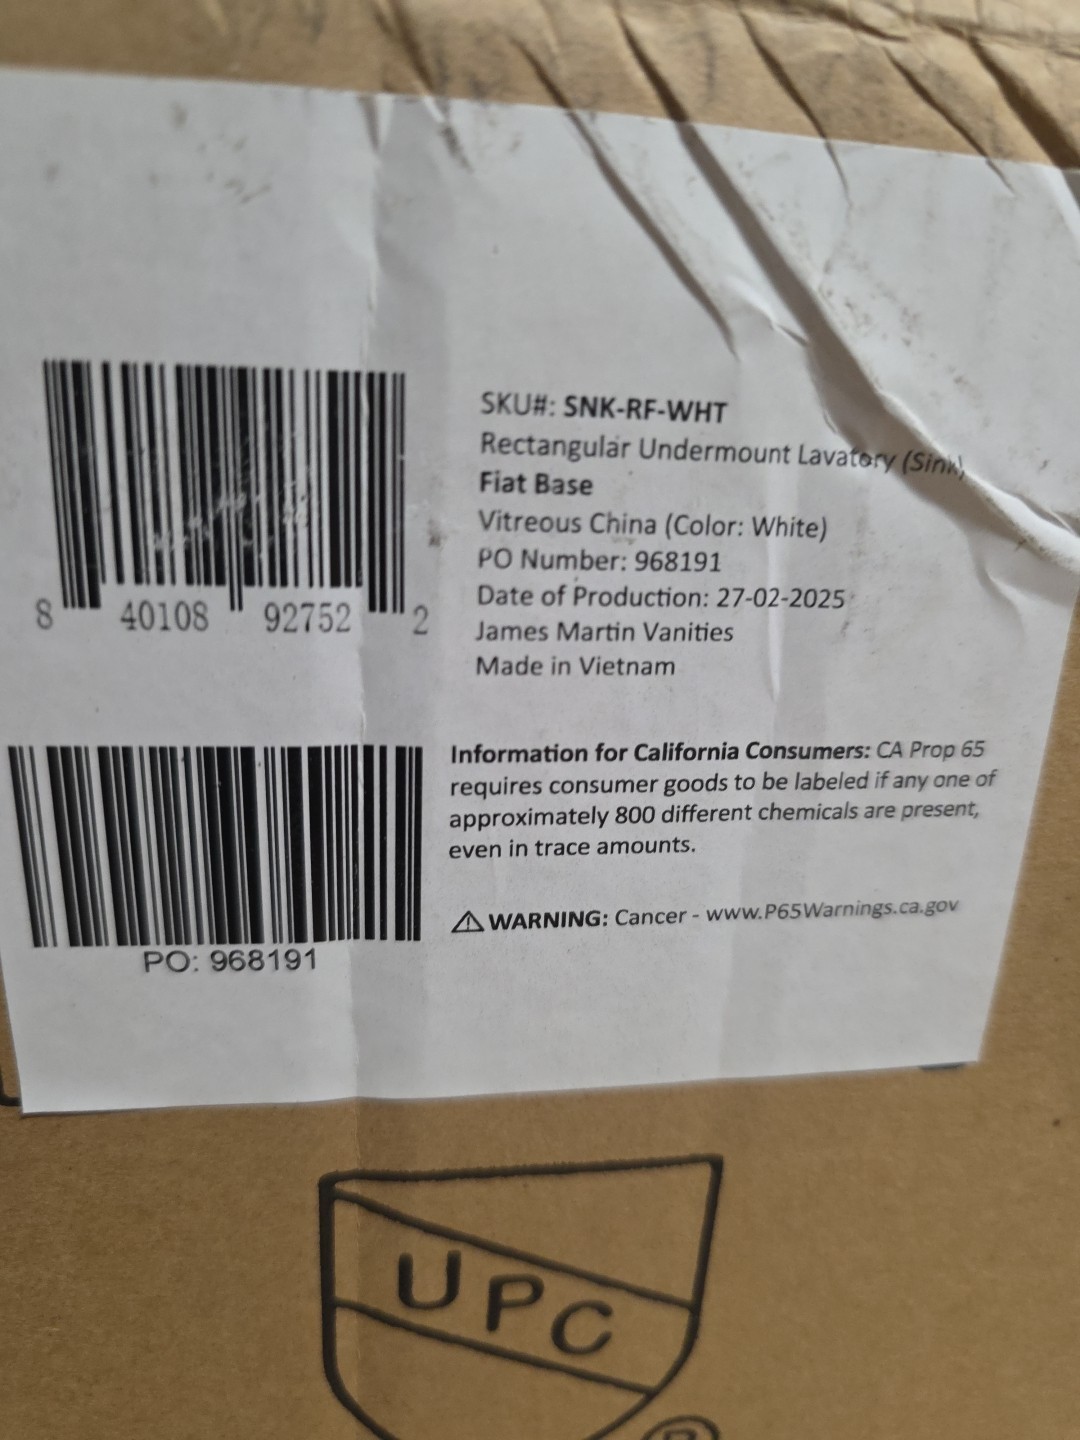 SKU#: SNK-RF-WHT
Rectangular Undermount Lavatory (Sink)
Fiat Base
Vitreous China (Color: White)
PO Number: 968191
Date of Production: 27-02-2025
James Martin Vanities
Made in Vietnam
8 40108 92752 2
Information for California Consumers: CA Prop 65
requires consumer goods to be labeled if any one of
approximately 800 different chemicals are present,
even in trace amounts.
⚠ WARNING: Cancer - www.P65Warnings.ca.gov
PO: 968191
UPC
®